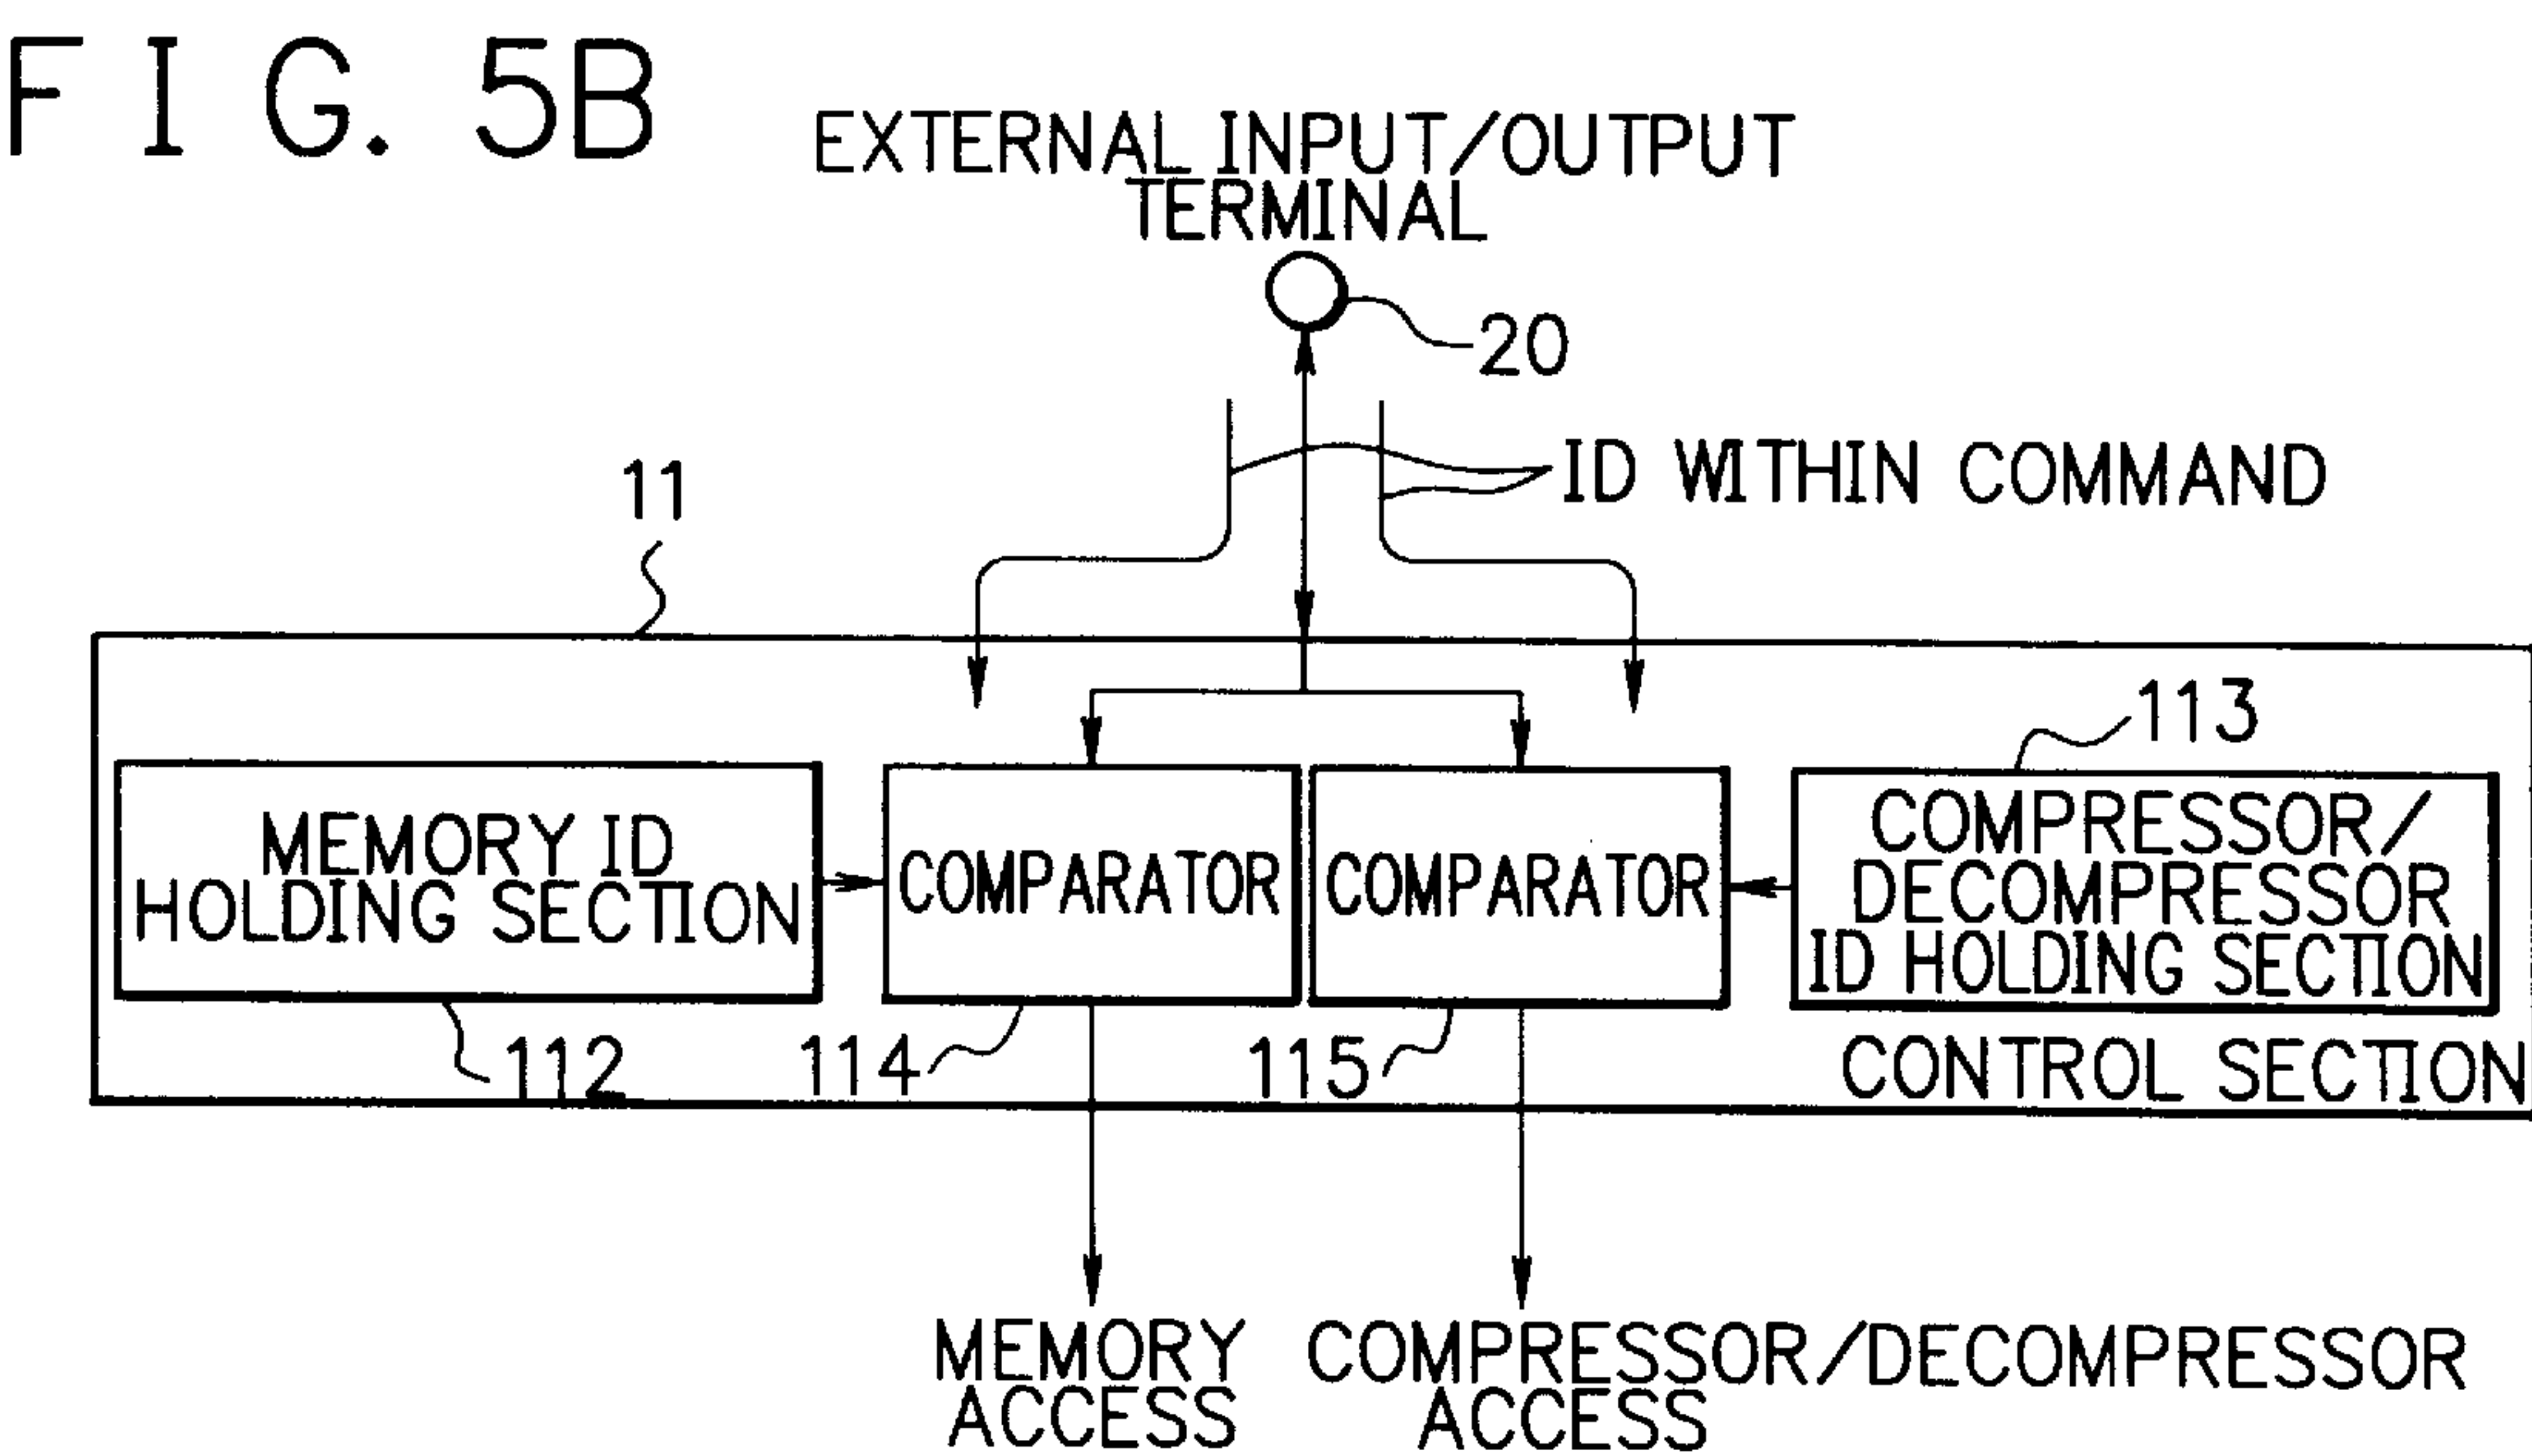 FIG. 5B
EXTERNAL INPUT/OUTPUT
TERMINAL
20
ID WITHIN COMMAND
11
113
MEMORY ID
HOLDING SECTION
COMPARATOR
COMPARATOR
COMPRESSOR/
DECOMPRESSOR
ID HOLDING SECTION
112
114
115
CONTROL SECTION
MEMORY
ACCESS
COMPRESSOR/DECOMPRESSOR
ACCESS